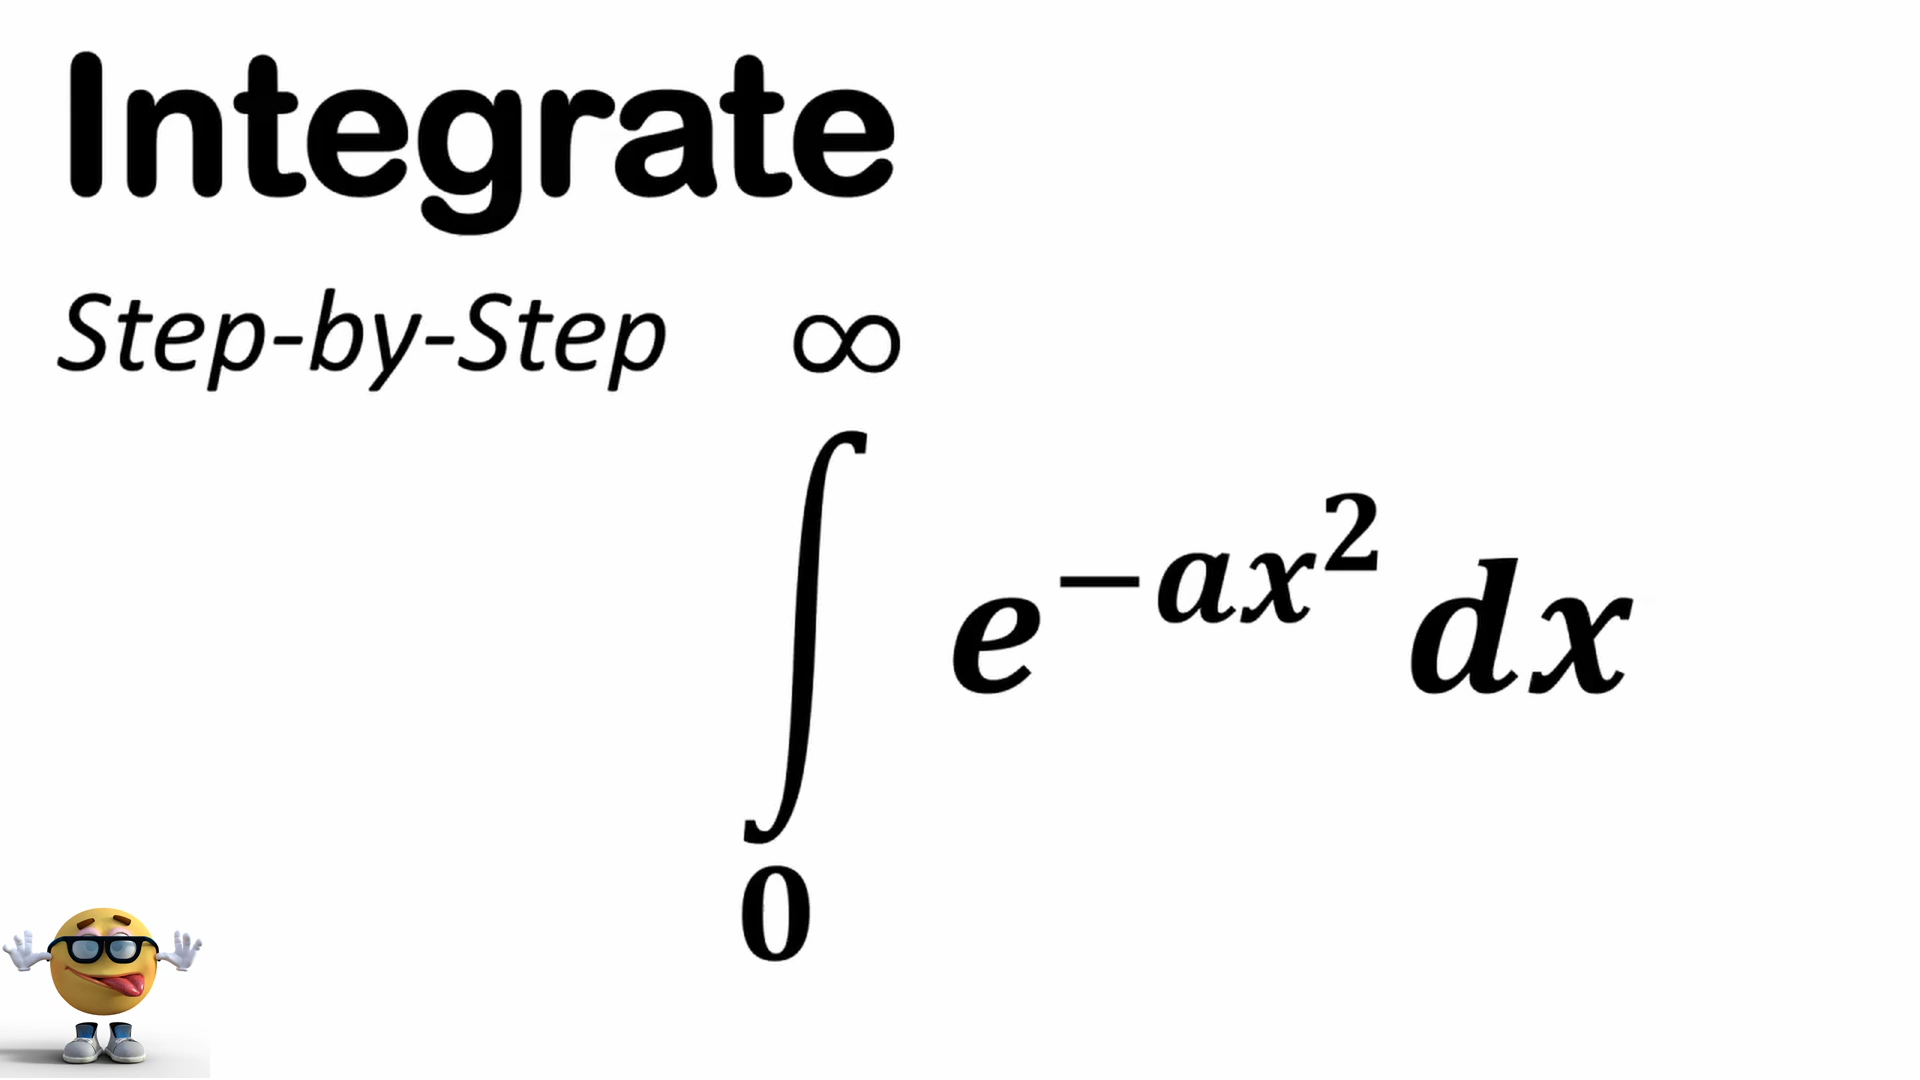 Integrate
Step-by-Step
∞
∫ e^{-ax^2} dx
0